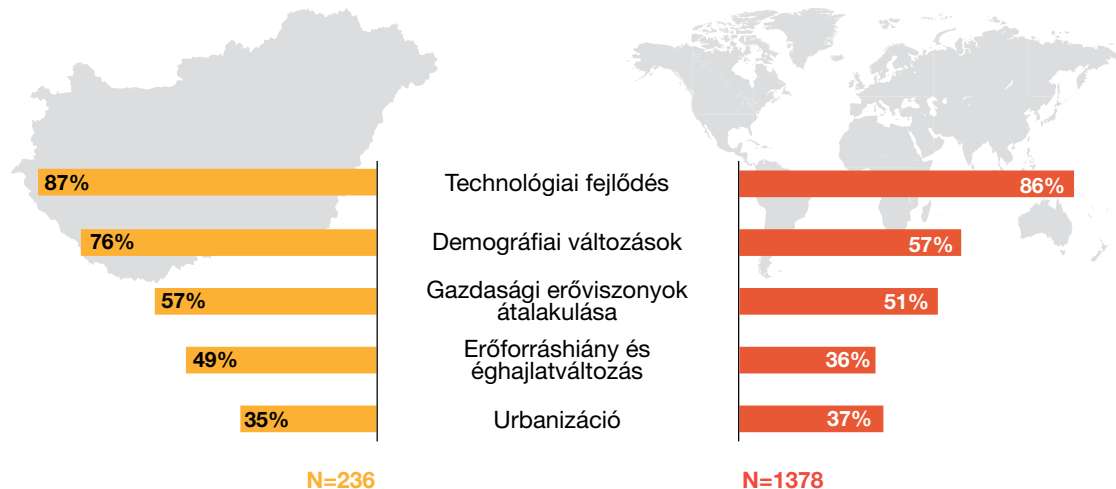 87%
Technológiai fejlődés
86%
76%
Demográfiai változások
57%
57%
Gazdasági erőviszonyok
átalakulása
51%
49%
Erőforráshiány és
éghajlatváltozás
36%
35%
Urbanizáció
37%
N=236
N=1378